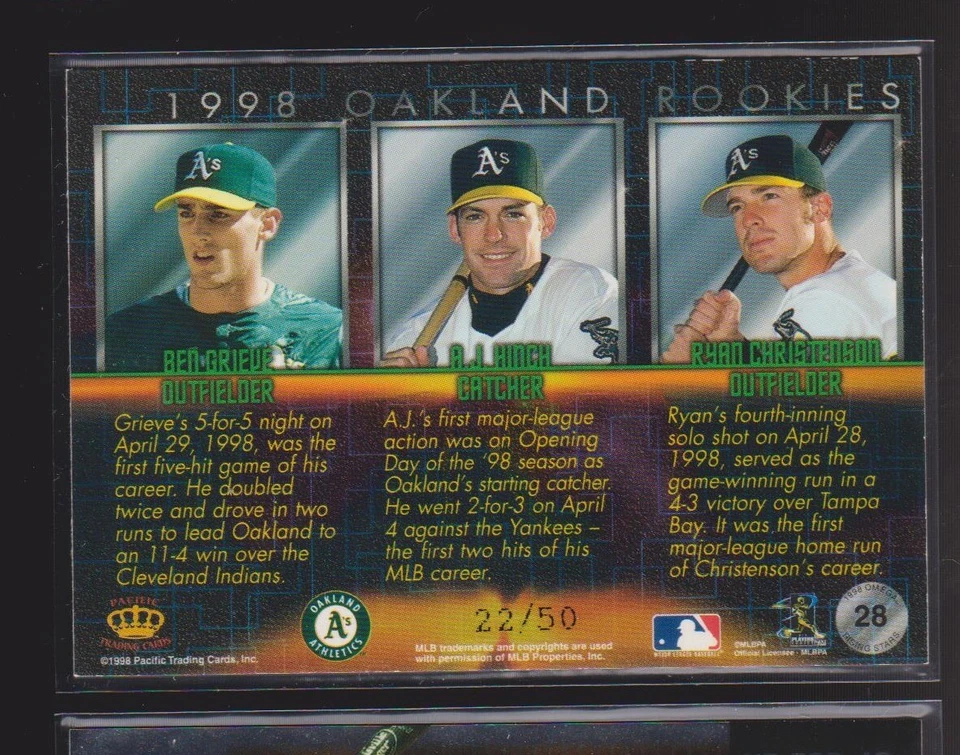 1998 OAKLAND ROOKIES
A's
A's
A's
BEN GRIEVE
OUTFIELDER
Grieve's 5-for-5 night on
April 29, 1998, was the
first five-hit game of his
career. He doubled
twice and drove in two
runs to lead Oakland to
an 11-4 win over the
Cleveland Indians.
A.J. HINCH
CATCHER
A.J.'s first major-league
action was on Opening
Day of the '98 season as
Oakland's starting catcher.
He went 2-for-3 on April
4 against the Yankees –
the first two hits of his
MLB career.
RYAN CHRISTENSON
OUTFIELDER
Ryan's fourth-inning
solo shot on April 28,
1998, served as the
game-winning run in a
4-3 victory over Tampa
Bay. It was the first
major-league home run
of Christenson's career.
PACIFIC
TRADING CARDS
©1998 Pacific Trading Cards, Inc.
OAKLAND
A's
ATHLETICS
22/50
MLB trademarks and copyrights are used
with permission of MLB Properties, Inc.
MAJOR LEAGUE BASEBALL
©MLBPA
Official Licensee - MLBPA
1998 OMEGA
28
RISING STARS